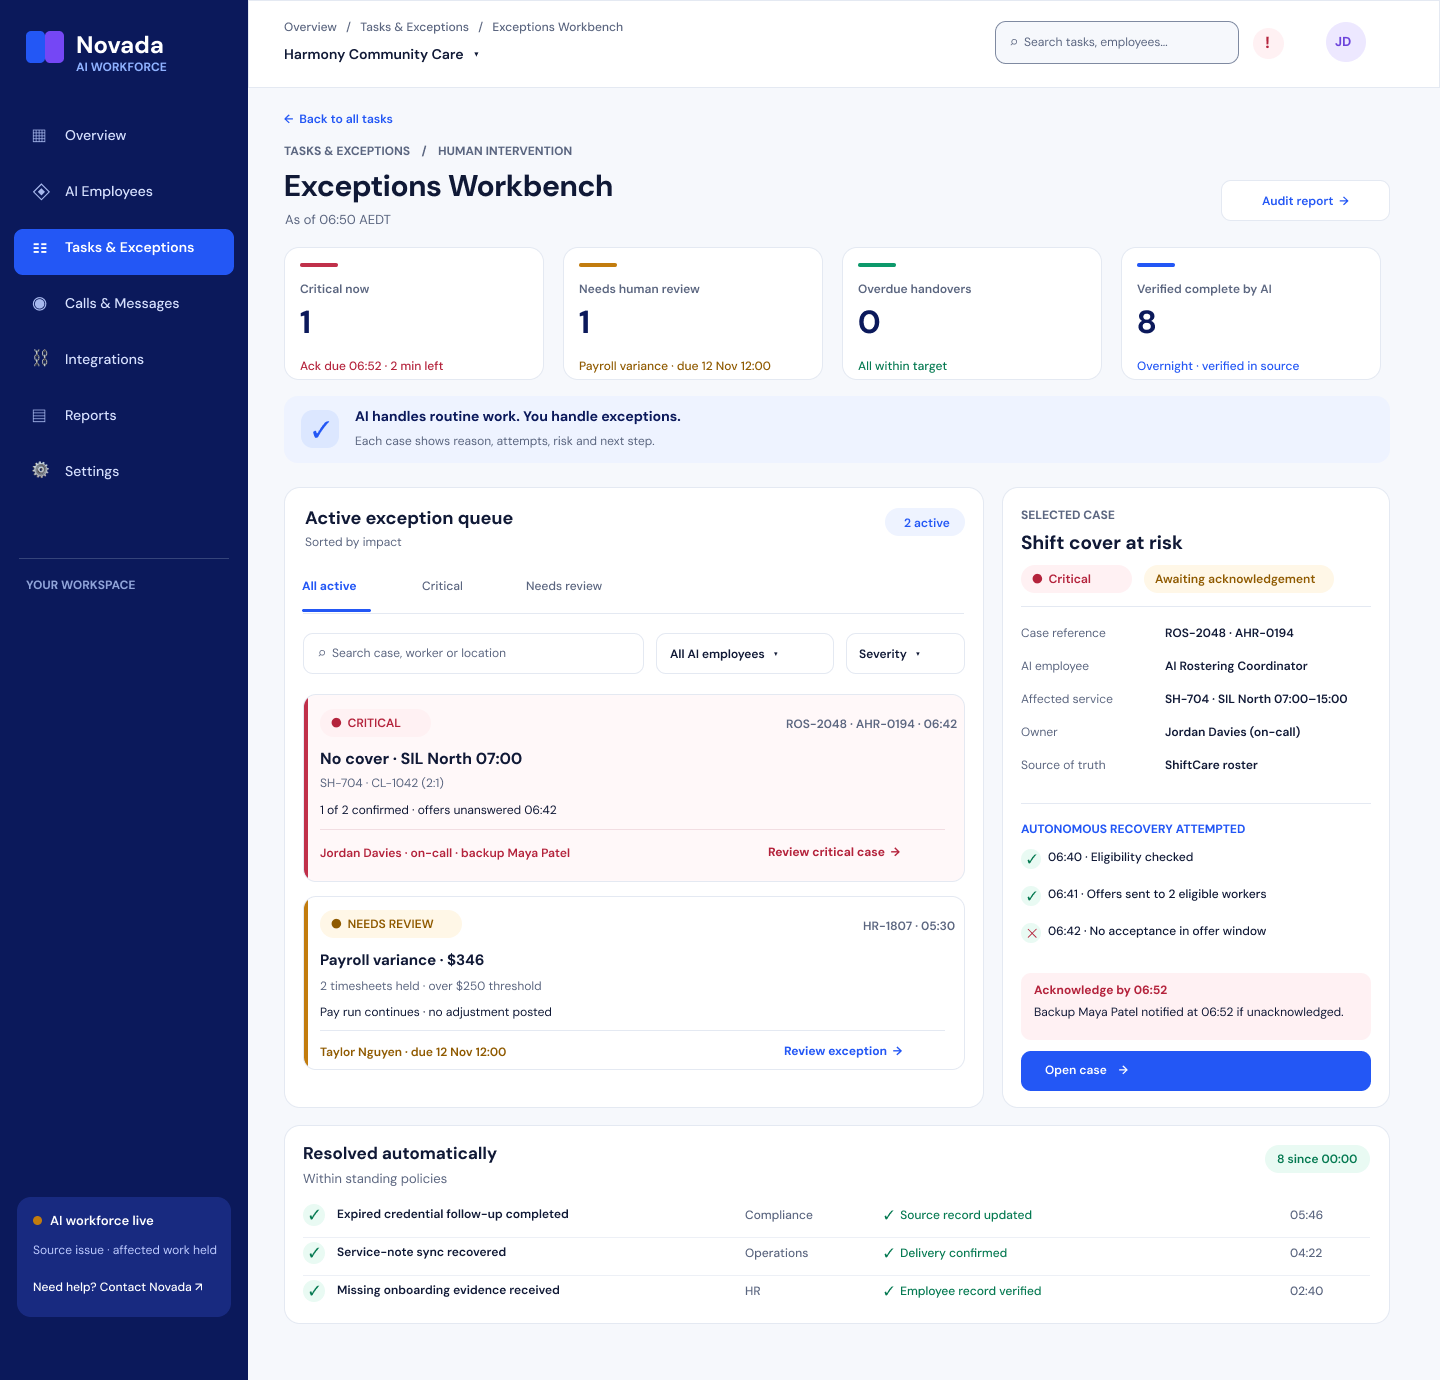 Novada
AI WORKFORCE
Overview
AI Employees
Tasks & Exceptions
Calls & Messages
Integrations
Reports
Settings
YOUR WORKSPACE
AI workforce live
Source issue · affected work held
Need help? Contact Novada ↗
Overview / Tasks & Exceptions / Exceptions Workbench
Harmony Community Care ▾
Search tasks, employees...
!
JD
← Back to all tasks
TASKS & EXCEPTIONS / HUMAN INTERVENTION
Exceptions Workbench
As of 06:50 AEDT
Audit report →
Critical now
1
Ack due 06:52 · 2 min left
Needs human review
1
Payroll variance · due 12 Nov 12:00
Overdue handovers
0
All within target
Verified complete by AI
8
Overnight · verified in source
✓ AI handles routine work. You handle exceptions.
Each case shows reason, attempts, risk and next step.
Active exception queue
Sorted by impact
2 active
All active
Critical
Needs review
Search case, worker or location
All AI employees ▾
Severity ▾
● CRITICAL
ROS-2048 · AHR-0194 · 06:42
No cover · SIL North 07:00
SH-704 · CL-1042 (2:1)
1 of 2 confirmed · offers unanswered 06:42
Jordan Davies · on-call · backup Maya Patel
Review critical case →
● NEEDS REVIEW
HR-1807 · 05:30
Payroll variance · $346
2 timesheets held · over $250 threshold
Pay run continues · no adjustment posted
Taylor Nguyen · due 12 Nov 12:00
Review exception →
SELECTED CASE
Shift cover at risk
● Critical
Awaiting acknowledgement
Case reference ROS-2048 · AHR-0194
AI employee AI Rostering Coordinator
Affected service SH-704 · SIL North 07:00–15:00
Owner Jordan Davies (on-call)
Source of truth ShiftCare roster
AUTONOMOUS RECOVERY ATTEMPTED
✓ 06:40 · Eligibility checked
✓ 06:41 · Offers sent to 2 eligible workers
× 06:42 · No acceptance in offer window
Acknowledge by 06:52
Backup Maya Patel notified at 06:52 if unacknowledged.
Open case →
Resolved automatically
Within standing policies
8 since 00:00
✓ Expired credential follow-up completed Compliance ✓ Source record updated 05:46
✓ Service-note sync recovered Operations ✓ Delivery confirmed 04:22
✓ Missing onboarding evidence received HR ✓ Employee record verified 02:40